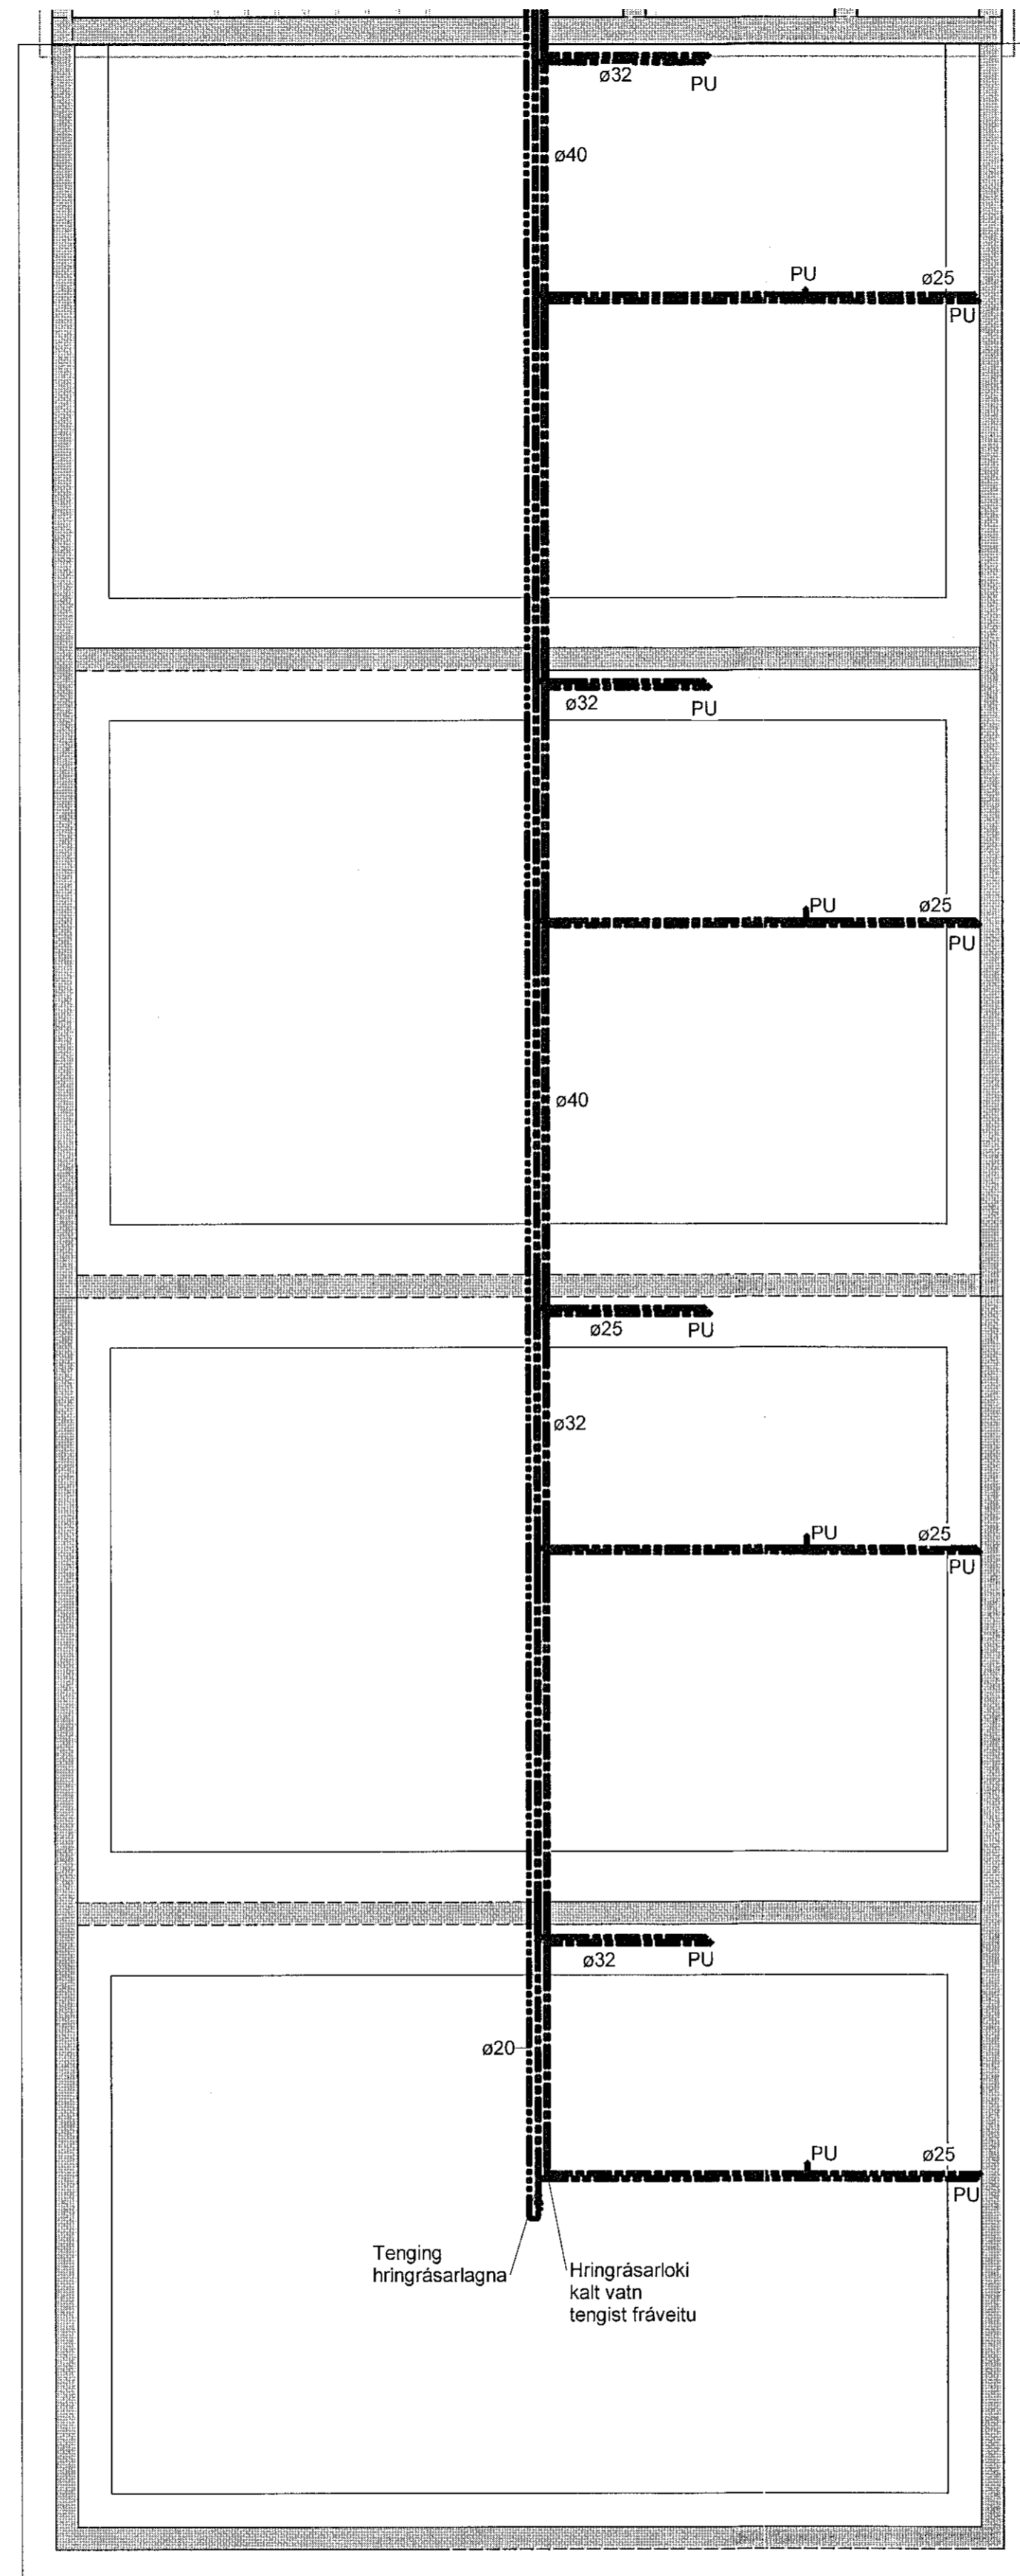 ø32
PU
ø40
PU
ø25
PU
ø32
PU
PU
ø25
PU
ø40
ø25
PU
ø32
PU
ø25
PU
ø32
PU
ø20
PU
ø25
PU
Tenging
hringrásarlagna
Hringrásarloki
kalt vatn
tengist fráveitu